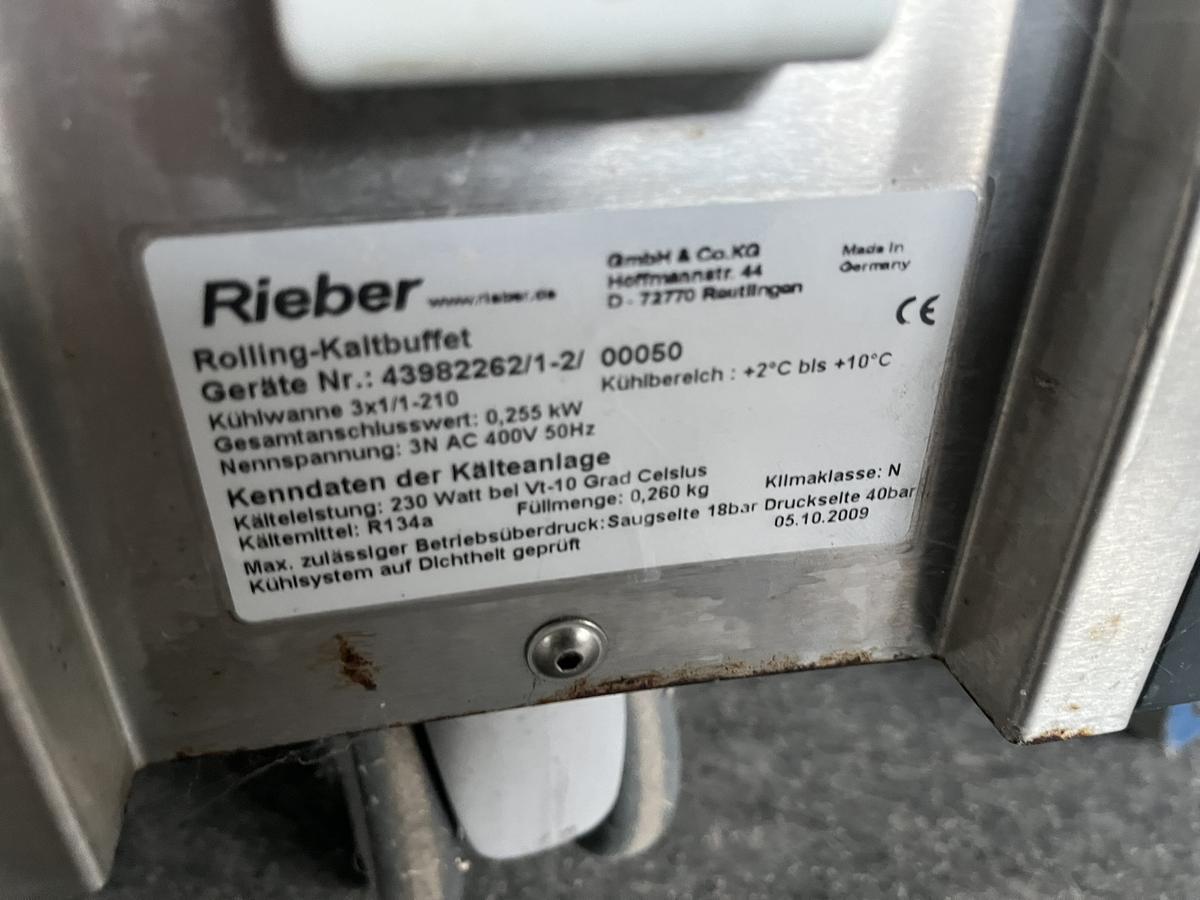 Rieber www.rieber.de
GmbH & Co.KG
Hoffmannstr. 44
D - 72770 Reutlingen
Made in
Germany
CE
Rolling-Kaltbuffet
Geräte Nr.: 43982262/1-2/ 00050
Kühlwanne 3x1/1-210
Kühlbereich : +2°C bis +10°C
Gesamtanschlusswert: 0,255 kW
Nennspannung: 3N AC 400V 50Hz
Kenndaten der Kälteanlage
Kälteleistung: 230 Watt bei Vt-10 Grad Celsius
Klimaklasse: N
Kältemittel: R134a Füllmenge: 0,260 kg
Max. zulässiger Betriebsüberdruck: Saugseite 18bar Druckseite 40bar
Kühlsystem auf Dichtheit geprüft
05.10.2009